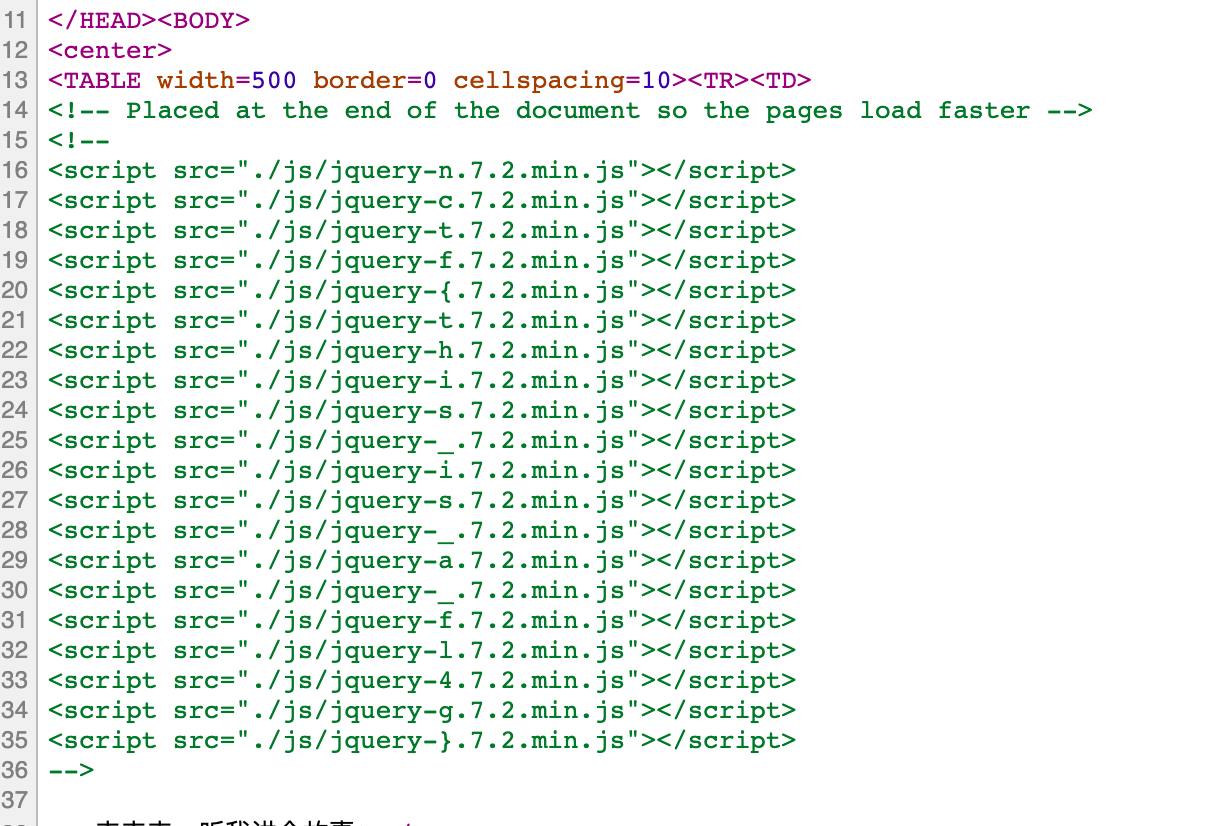 11 </HEAD><BODY>
12 <center>
13 <TABLE width=500 border=0 cellspacing=10><TR><TD>
14 <!-- Placed at the end of the document so the pages load faster -->
15 <!--
16 <script src="./js/jquery-n.7.2.min.js"></script>
17 <script src="./js/jquery-c.7.2.min.js"></script>
18 <script src="./js/jquery-t.7.2.min.js"></script>
19 <script src="./js/jquery-f.7.2.min.js"></script>
20 <script src="./js/jquery-{.7.2.min.js"></script>
21 <script src="./js/jquery-t.7.2.min.js"></script>
22 <script src="./js/jquery-h.7.2.min.js"></script>
23 <script src="./js/jquery-i.7.2.min.js"></script>
24 <script src="./js/jquery-s.7.2.min.js"></script>
25 <script src="./js/jquery-_.7.2.min.js"></script>
26 <script src="./js/jquery-i.7.2.min.js"></script>
27 <script src="./js/jquery-s.7.2.min.js"></script>
28 <script src="./js/jquery-_.7.2.min.js"></script>
29 <script src="./js/jquery-a.7.2.min.js"></script>
30 <script src="./js/jquery-_.7.2.min.js"></script>
31 <script src="./js/jquery-f.7.2.min.js"></script>
32 <script src="./js/jquery-l.7.2.min.js"></script>
33 <script src="./js/jquery-4.7.2.min.js"></script>
34 <script src="./js/jquery-g.7.2.min.js"></script>
35 <script src="./js/jquery-}.7.2.min.js"></script>
36 -->
37